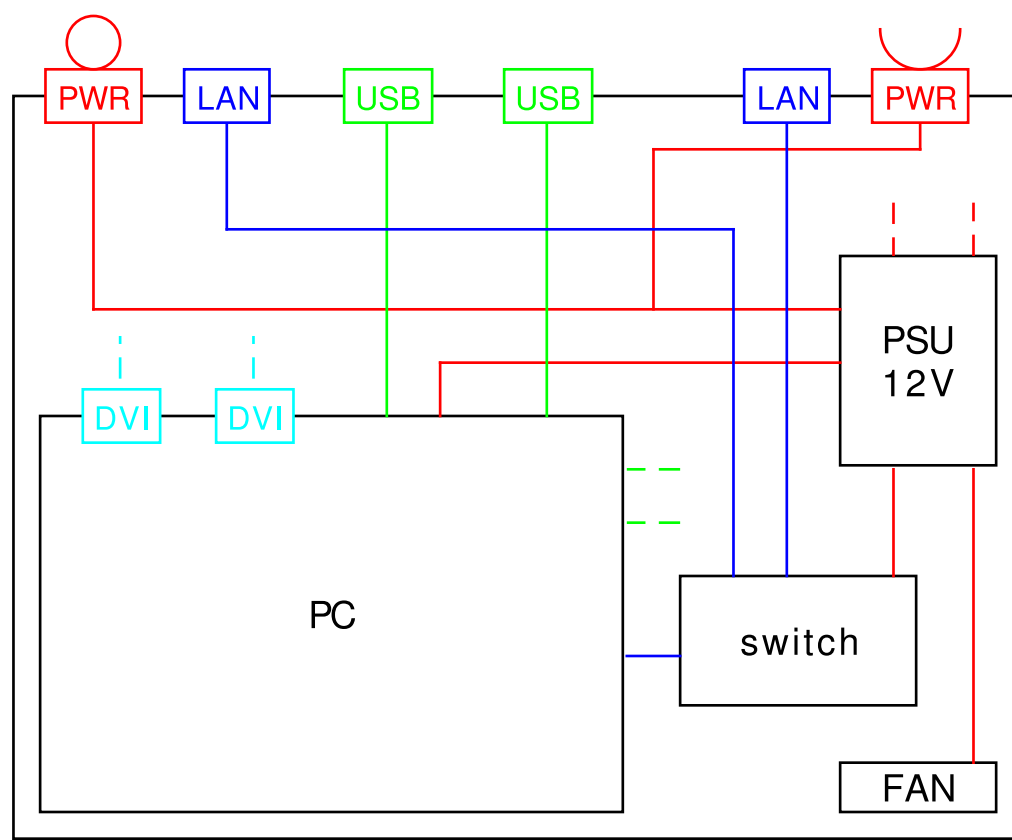 PWR
LAN
USB
USB
LAN
PWR
PSU
12V
DVI
DVI
PC
switch
FAN